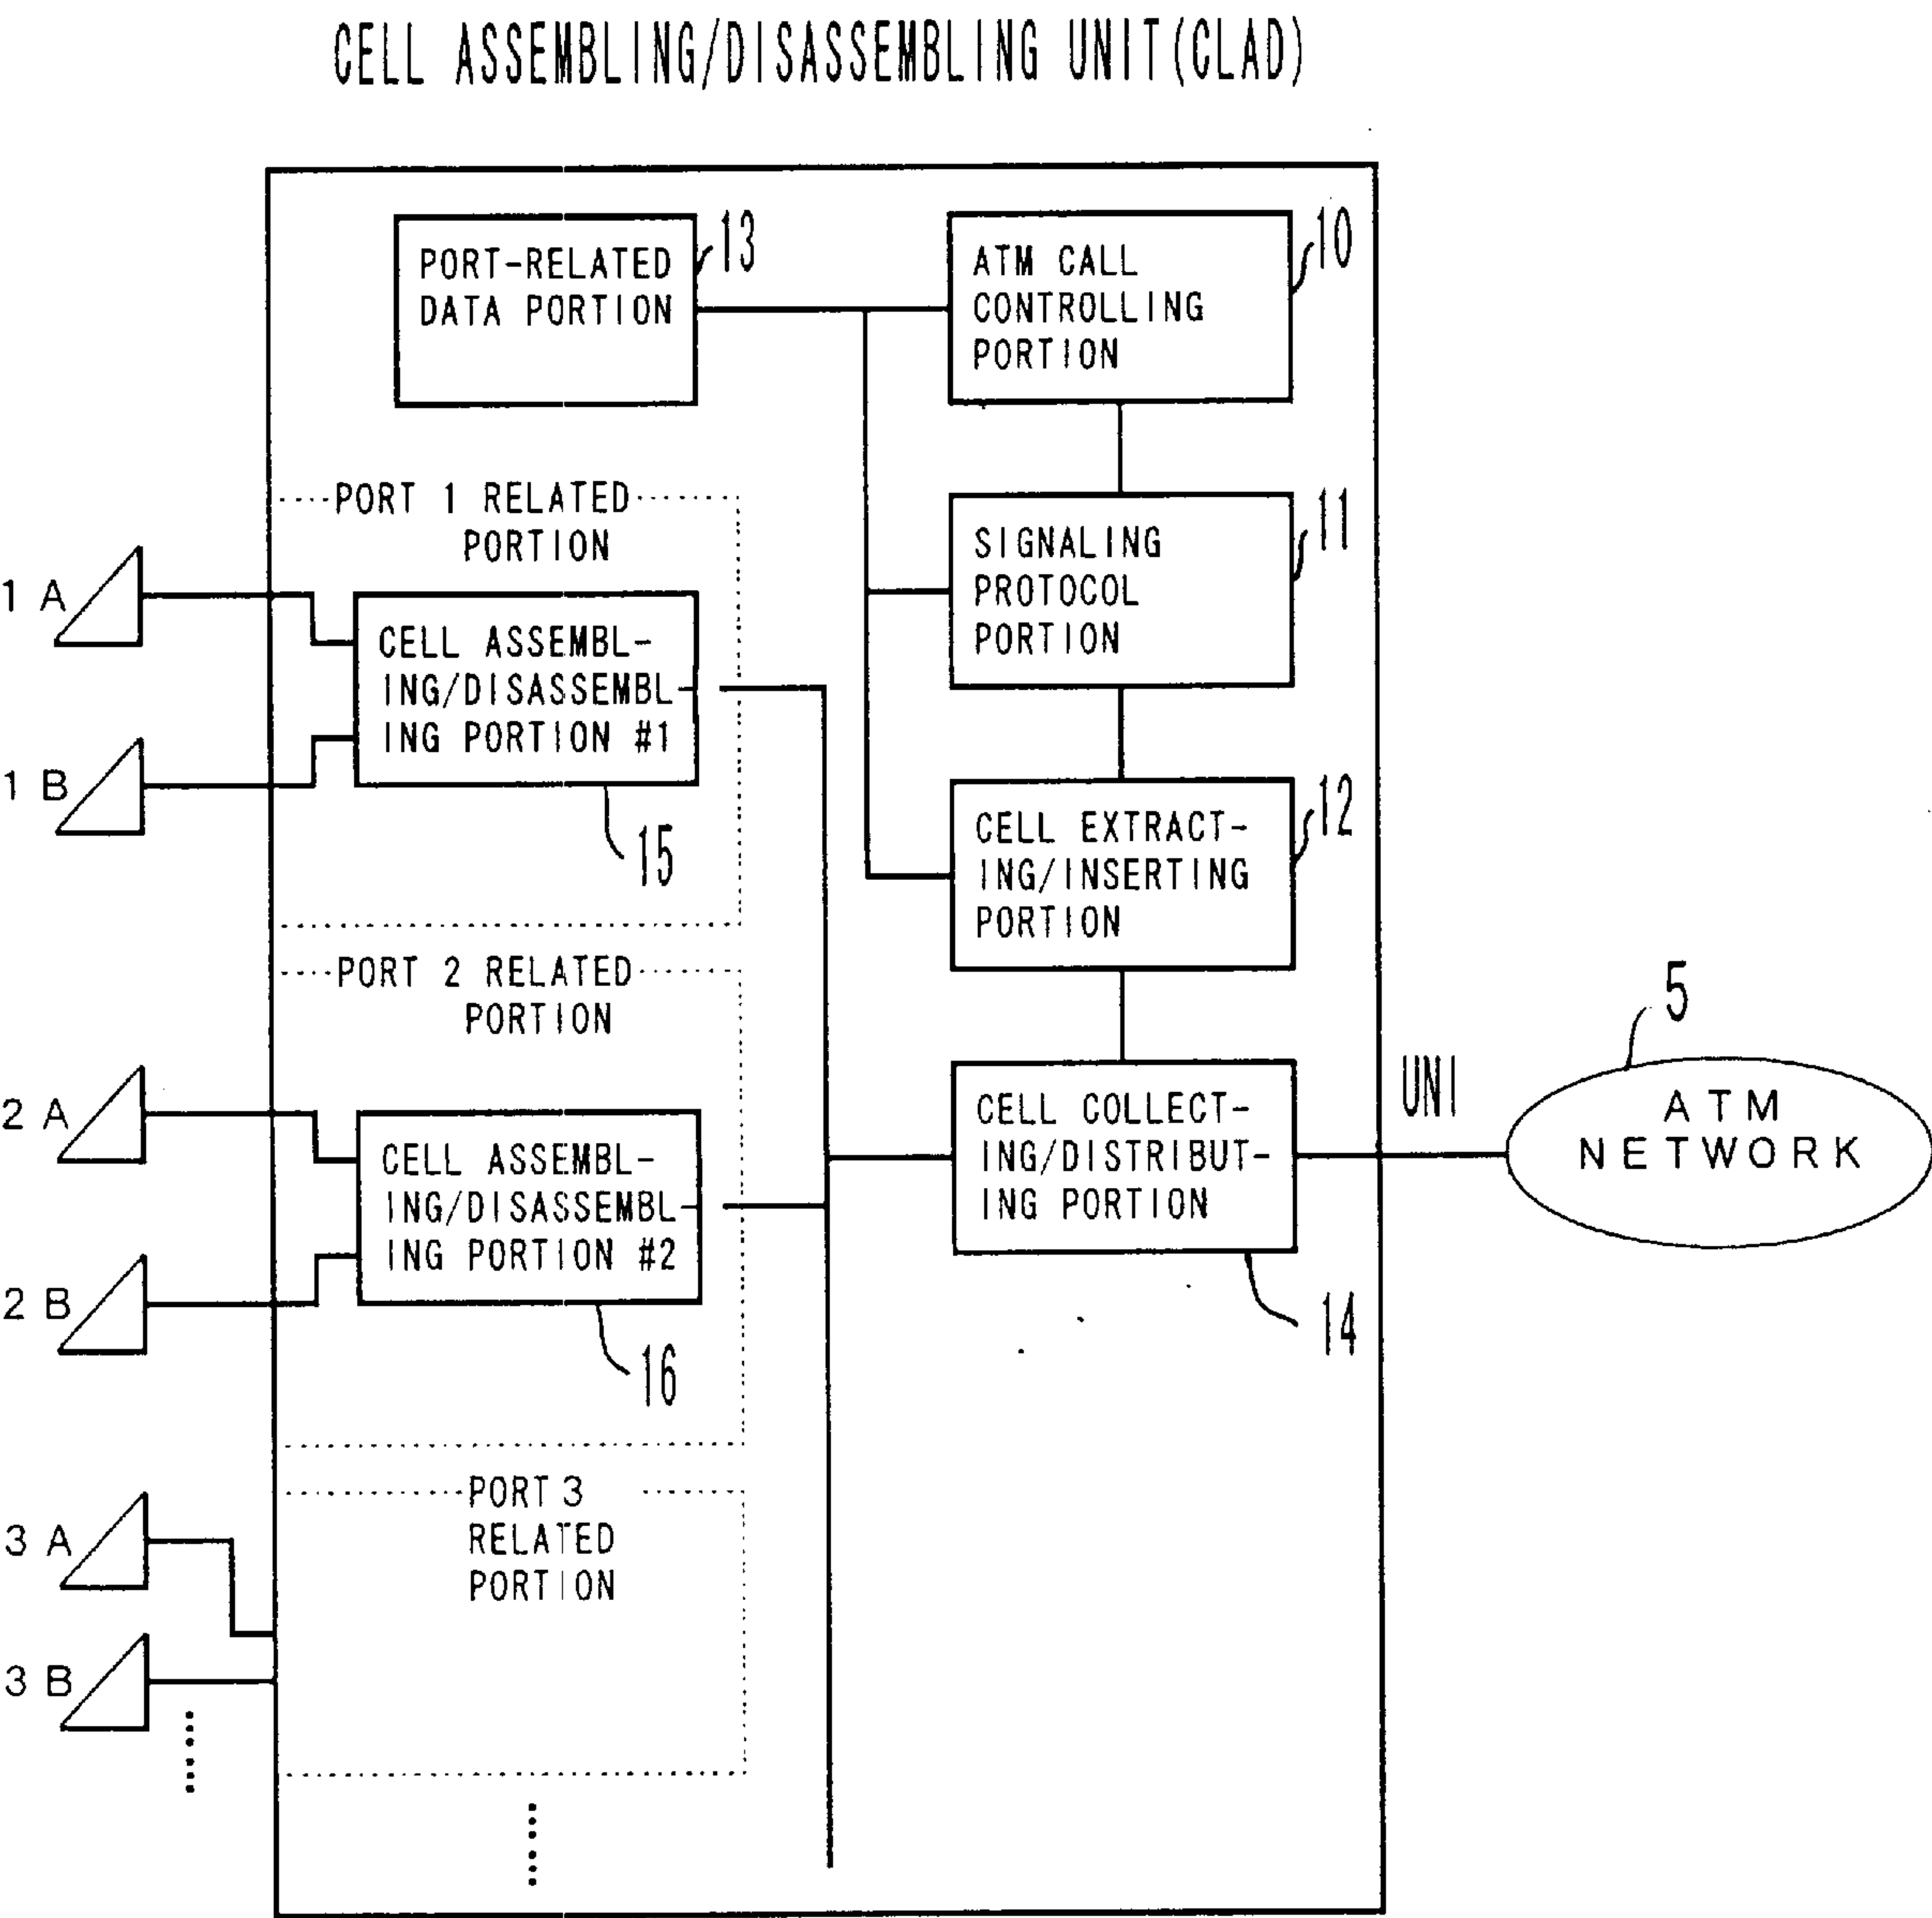 CELL ASSEMBLING/DISASSEMBLING UNIT(CLAD)
PORT-RELATED
DATA PORTION
13
ATM CALL
CONTROLLING
PORTION
10
PORT 1 RELATED
PORTION
SIGNALING
PROTOCOL
PORTION
11
1 A
1 B
CELL ASSEMBL-
ING/DISASSEMBL-
ING PORTION #1
15
CELL EXTRACT-
ING/INSERTING
PORTION
12
PORT 2 RELATED
PORTION
2 A
2 B
CELL ASSEMBL-
ING/DISASSEMBL-
ING PORTION #2
16
CELL COLLECT-
ING/DISTRIBUT-
ING PORTION
14
UNI
5
ATM
NETWORK
PORT 3
RELATED
PORTION
3 A
3 B